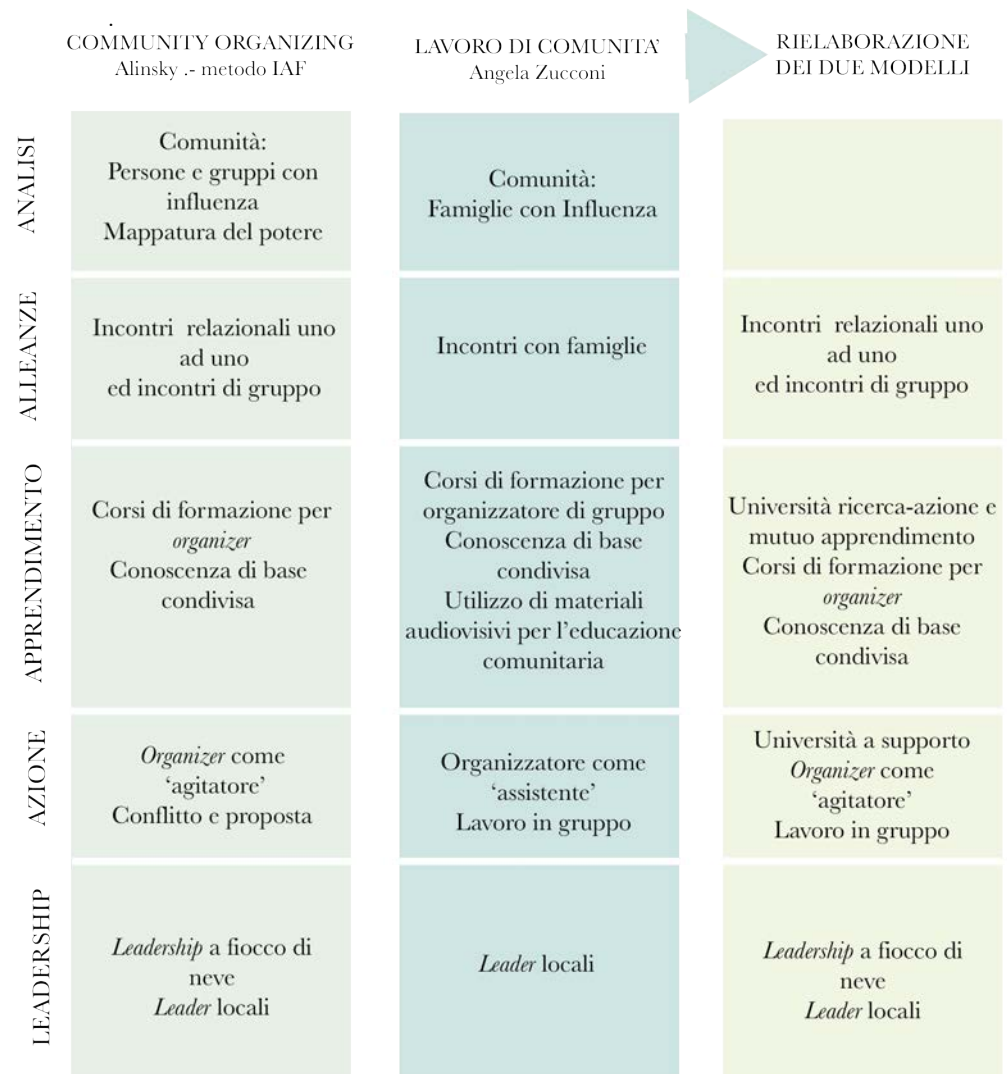 COMMUNITY ORGANIZING
Alinsky .- metodo IAF
LAVORO DI COMUNITA'
Angela Zucconi
RIELABORAZIONE
DEI DUE MODELLI
ANALISI
Comunità:
Persone e gruppi con
influenza
Mappatura del potere
Comunità:
Famiglie con Influenza
ALLEANZE
Incontri relazionali uno
ad uno
ed incontri di gruppo
Incontri con famiglie
Incontri relazionali uno
ad uno
ed incontri di gruppo
APPRENDIMENTO
Corsi di formazione per
organizer
Conoscenza di base
condivisa
Corsi di formazione per
organizzatore di gruppo
Conoscenza di base
condivisa
Utilizzo di materiali
audiovisivi per l'educazione
comunitaria
Università ricerca-azione e
mutuo apprendimento
Corsi di formazione per
organizer
Conoscenza di base
condivisa
AZIONE
Organizer come
'agitatore'
Conflitto e proposta
Organizzatore come
'assistente'
Lavoro in gruppo
Università a supporto
Organizer come
'agitatore'
Lavoro in gruppo
LEADERSHIP
Leadership a fiocco di
neve
Leader locali
Leader locali
Leadership a fiocco di
neve
Leader locali